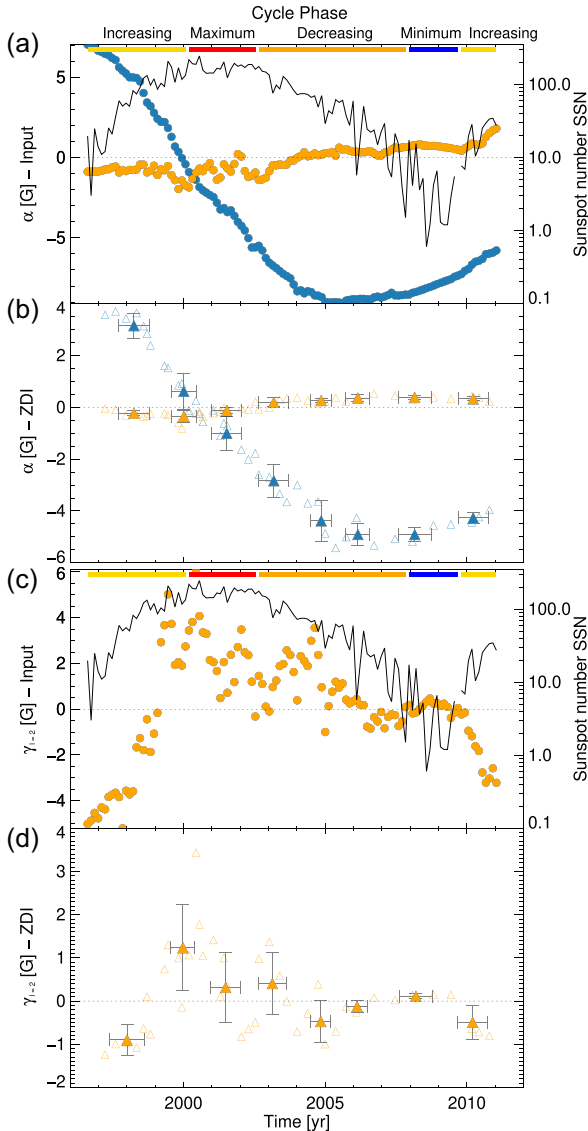 Cycle Phase
(a) Increasing Maximum Decreasing Minimum Increasing
α [G] − Input
5
0
−5
Sunspot number SSN
100.0
10.0
1.0
0.1
(b)
α [G] − ZDI
4
2
0
−2
−4
−6
(c)
γl=2 [G] − Input
6
4
2
0
−2
−4
Sunspot number SSN
100.0
10.0
1.0
0.1
(d)
γl=2 [G] − ZDI
4
3
2
1
0
−1
−2
2000 2005 2010
Time [yr]